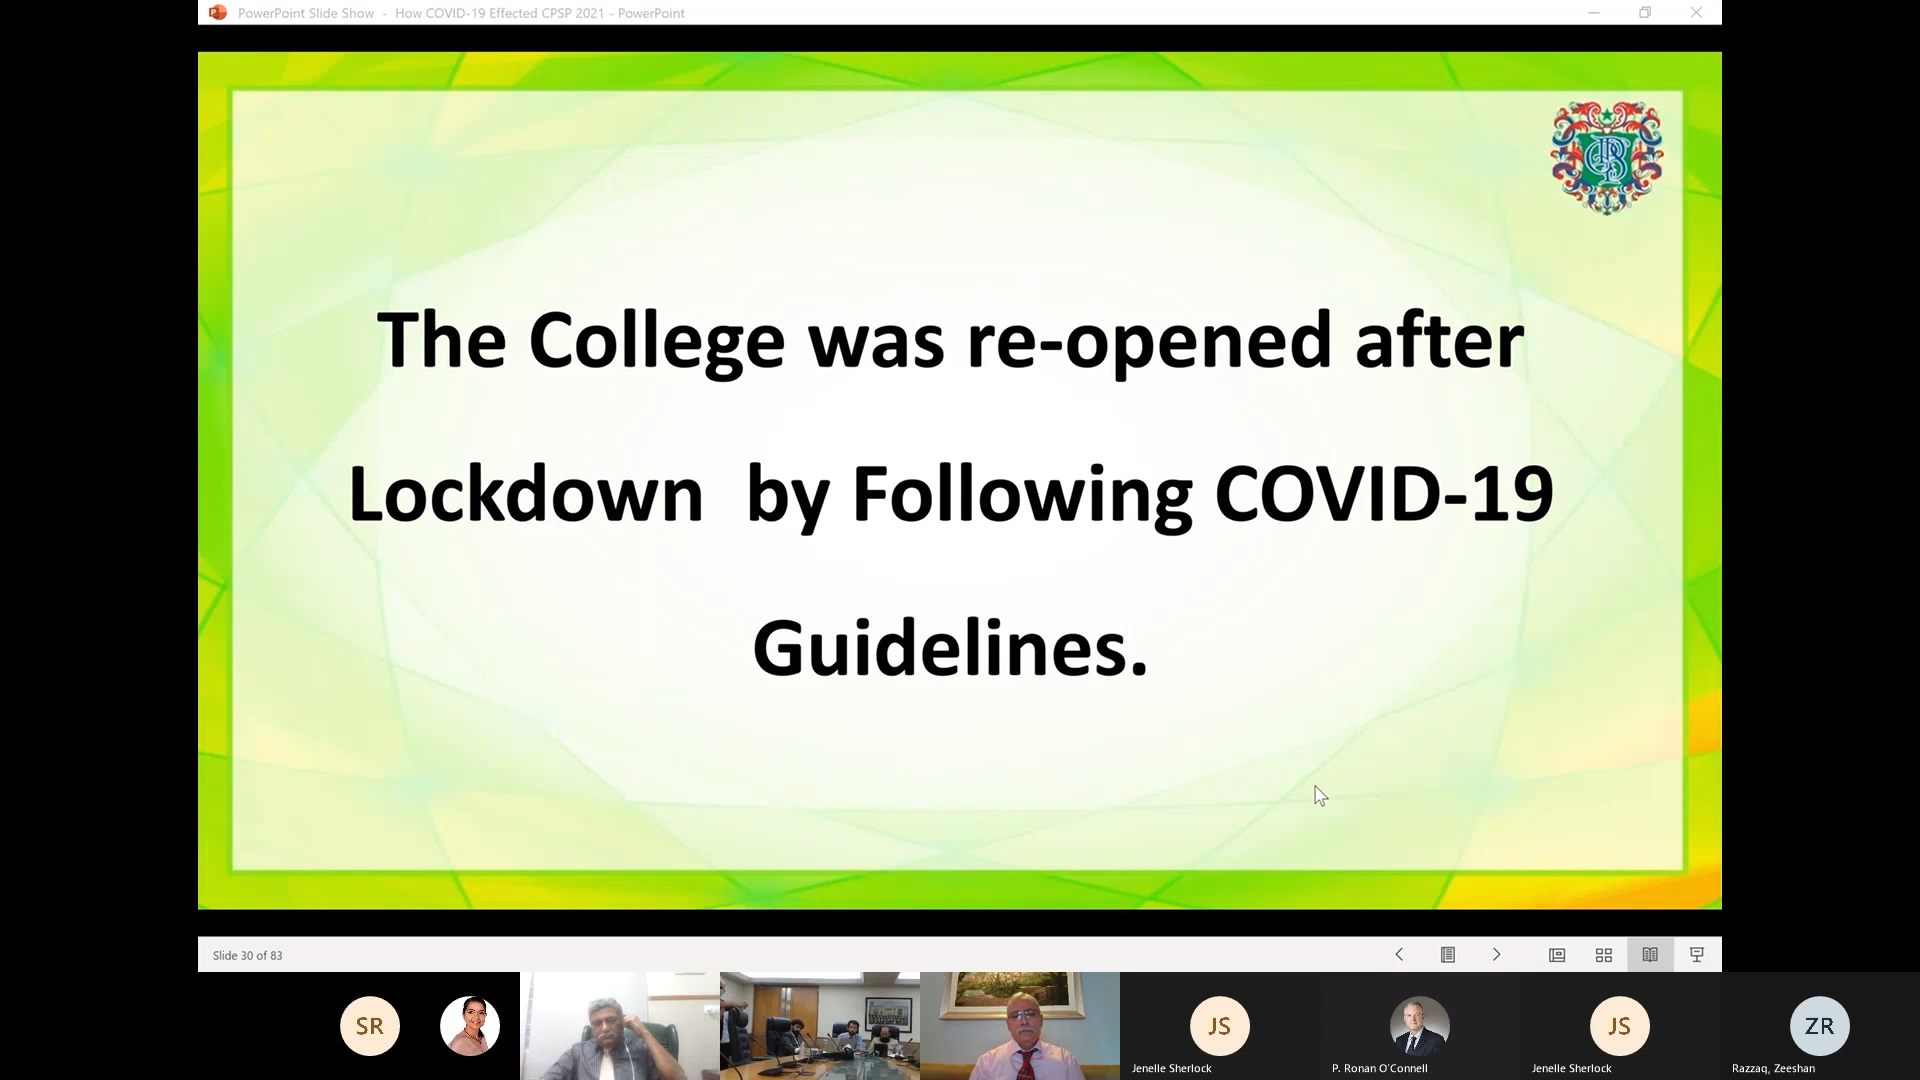 PowerPoint Slide Show - How COVID-19 Effected CPSP 2021 - PowerPoint
The College was re-opened after
Lockdown by Following COVID-19
Guidelines.
Slide 30 of 83
SR
JS
JS
ZR
Jenelle Sherlock
P. Ronan O'Connell
Jenelle Sherlock
Razzaq, Zeeshan